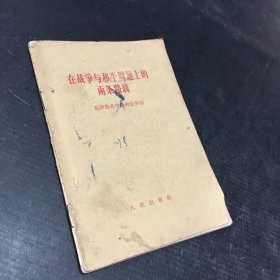 在战争与和平问题上的
两条路线
五评苏共中央的公开信
人民出版社